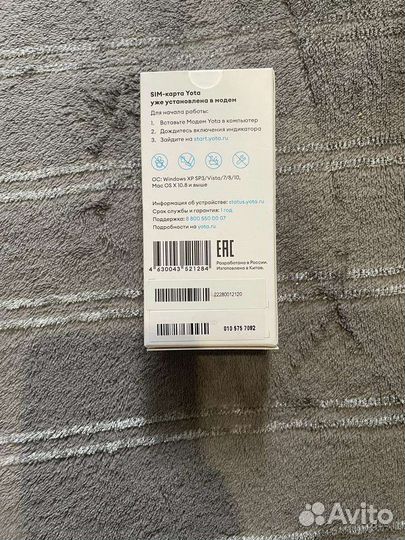 SIM-карта Yota
уже установлена в модем
Для начала работы:
1. Вставьте Модем Yota в компьютер
2. Дождитесь включения индикатора
3. Зайдите на start.yota.ru
ОС: Windows XP SP3/Vista/7/8/10,
Mac OS X 10.8 и выше
Информация об устройстве: status.yota.ru
Срок службы и гарантия: 1 год
Поддержка: 8 800 550 00 07
Подробности на yota.ru
EAC
Разработано в России.
Изготовлено в Китае.
4 630043 521284
22280012120
013 575 7092
Avito